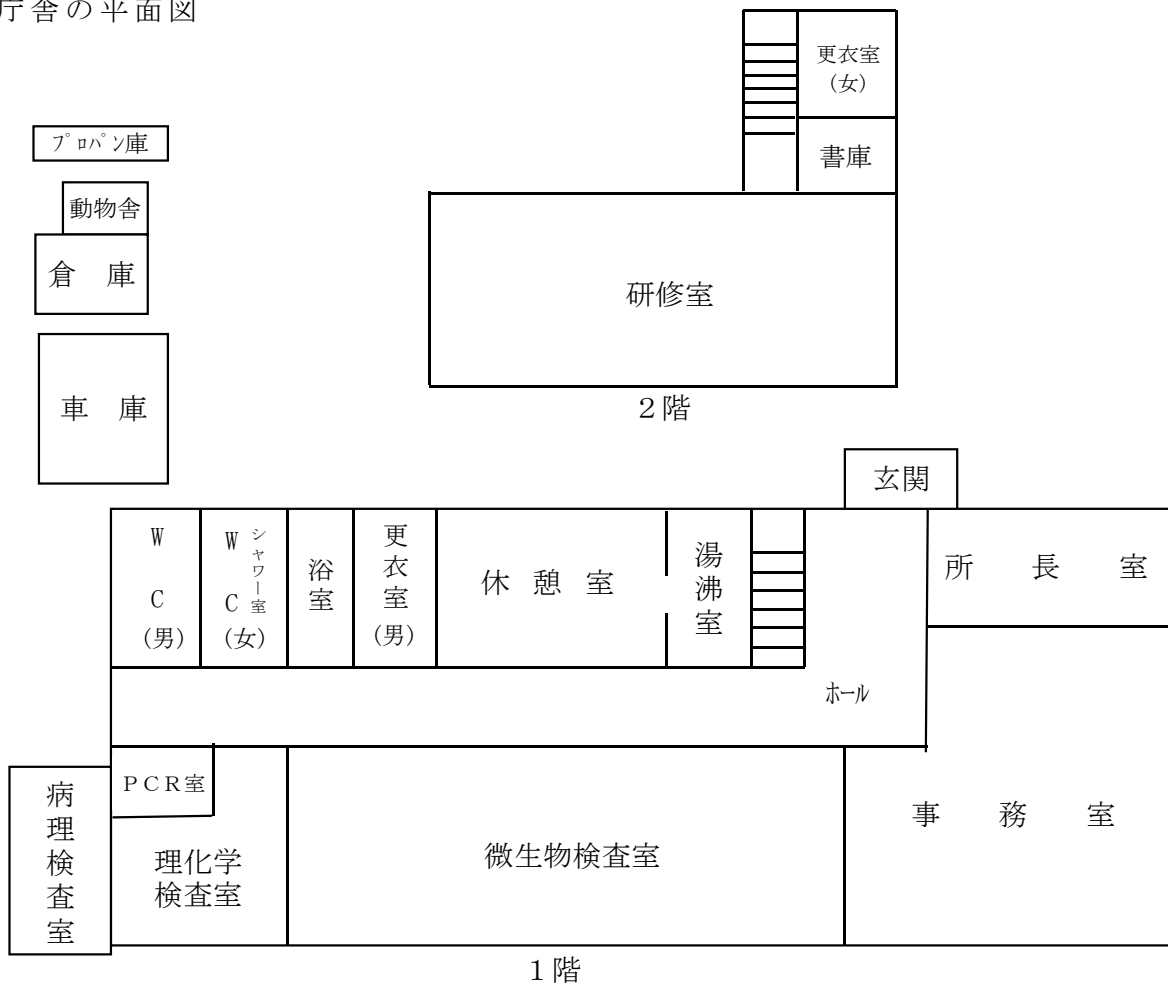 庁舎の平面図
更衣室
(女)
書庫
研修室
2階
プロパン庫
動物舎
倉 庫
車 庫
玄関
W C
(男)
W C
シャワー室
(女)
浴室
更衣室
(男)
休 憩 室
湯沸室
所 長 室
ホール
病理検査室
PCR室
理化学
検査室
微生物検査室
事 務 室
1階